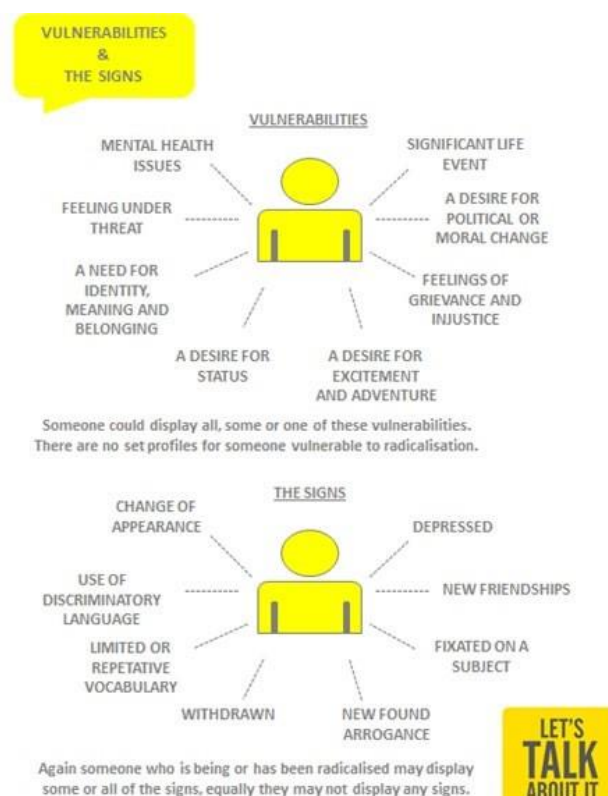 VULNERABILITIES
&
THE SIGNS
VULNERABILITIES
MENTAL HEALTH
ISSUES
SIGNIFICANT LIFE
EVENT
FEELING UNDER
THREAT
A DESIRE FOR
POLITICAL OR
MORAL CHANGE
A NEED FOR
IDENTITY,
MEANING AND
BELONGING
FEELINGS OF
GRIEVANCE AND
INJUSTICE
A DESIRE FOR
STATUS
A DESIRE FOR
EXCITEMENT
AND ADVENTURE
Someone could display all, some or one of these vulnerabilities.
There are no set profiles for someone vulnerable to radicalisation.
THE SIGNS
CHANGE OF
APPEARANCE
DEPRESSED
USE OF
DISCRIMINATORY
LANGUAGE
NEW FRIENDSHIPS
LIMITED OR
REPETATIVE
VOCABULARY
FIXATED ON A
SUBJECT
WITHDRAWN
NEW FOUND
ARROGANCE
Again someone who is being or has been radicalised may display
some or all of the signs, equally they may not display any signs.
LET'S
TALK
ABOUT IT